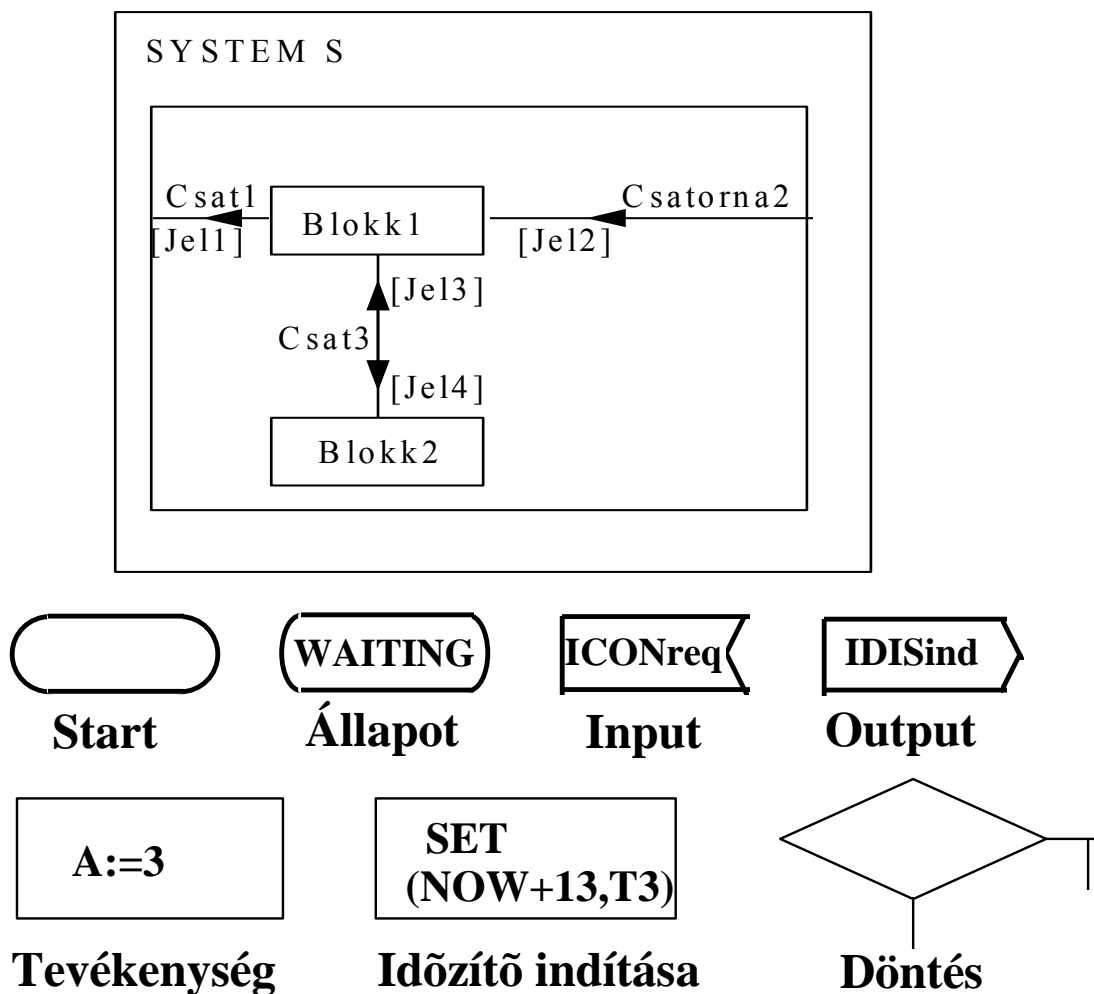 SYSTEM S
Csat1
Csatorna2
Blokk1
[Jel1]
[Jel2]
[Jel3]
Csat3
[Jel4]
Blokk2
WAITING
ICONreq
IDISind
Start
Állapot
Input
Output
A:=3
SET
(NOW+13,T3)
Tevékenység
Idõzítõ indítása
Döntés